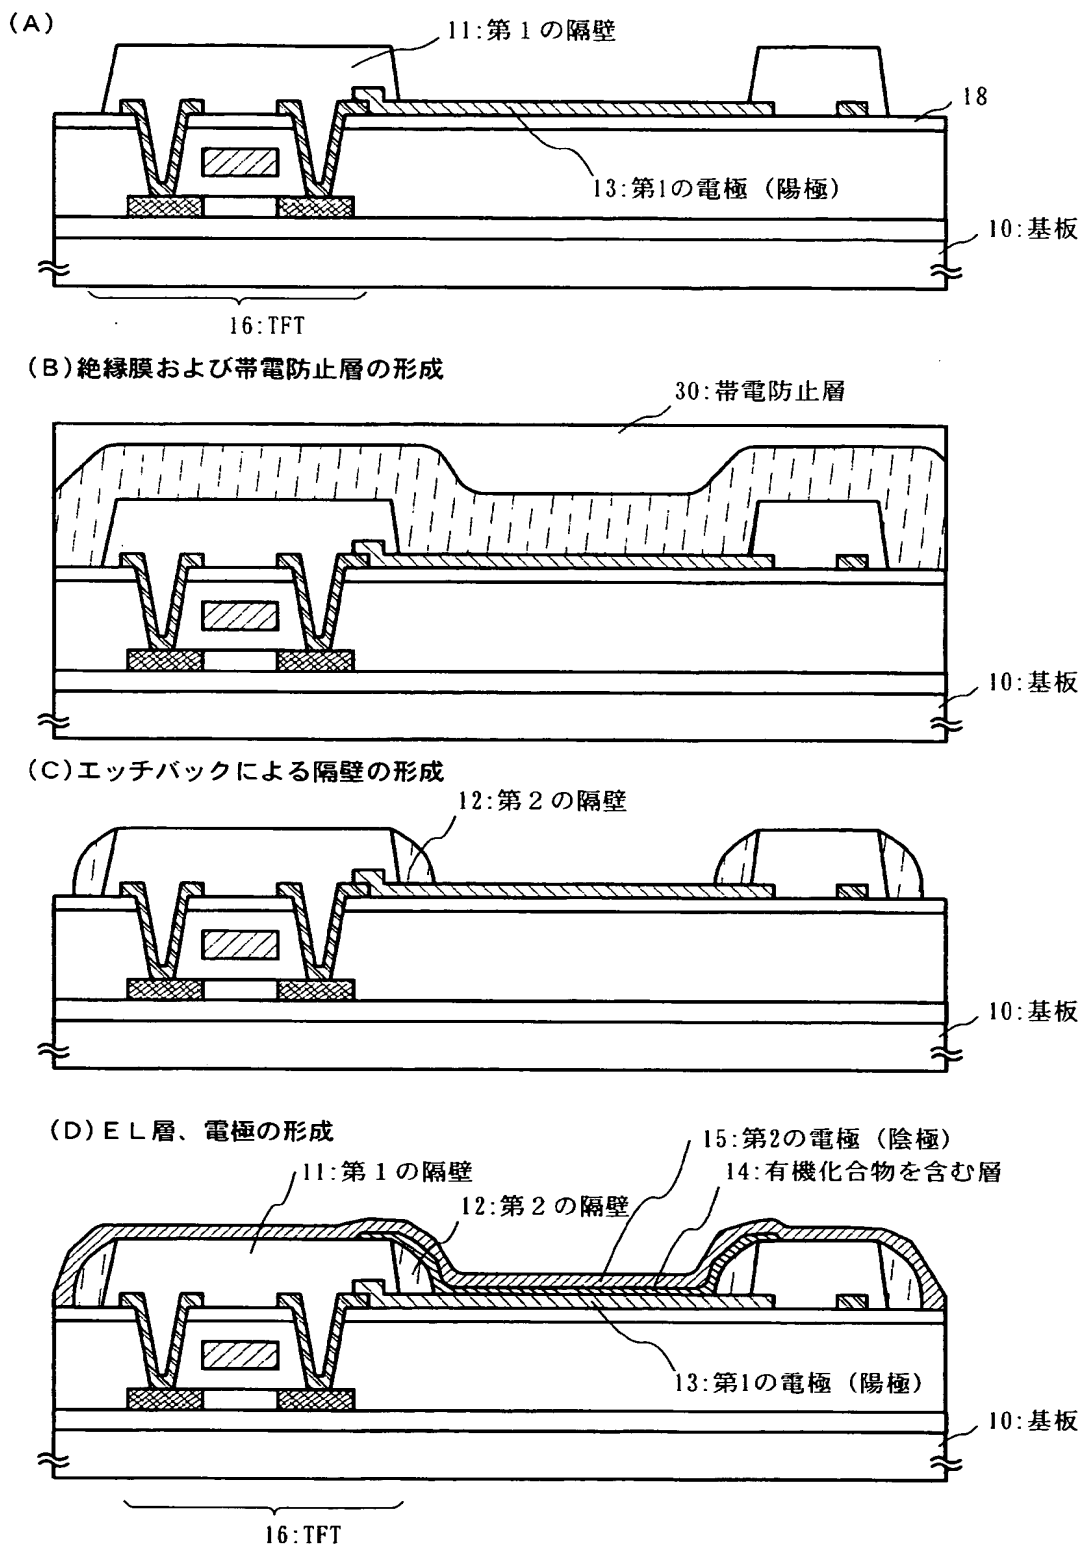 (A)
11:第１の隔壁
18
13:第1の電極 (陽極)
10:基板
16:TFT
(B)絶縁膜および帯電防止層の形成
30:帯電防止層
10:基板
(C)エッチバックによる隔壁の形成
12:第２の隔壁
10:基板
(D)ＥＬ層、電極の形成
15:第2の電極 (陰極)
14:有機化合物を含む層
11:第１の隔壁
12:第２の隔壁
13:第1の電極 (陽極)
10:基板
16:TFT